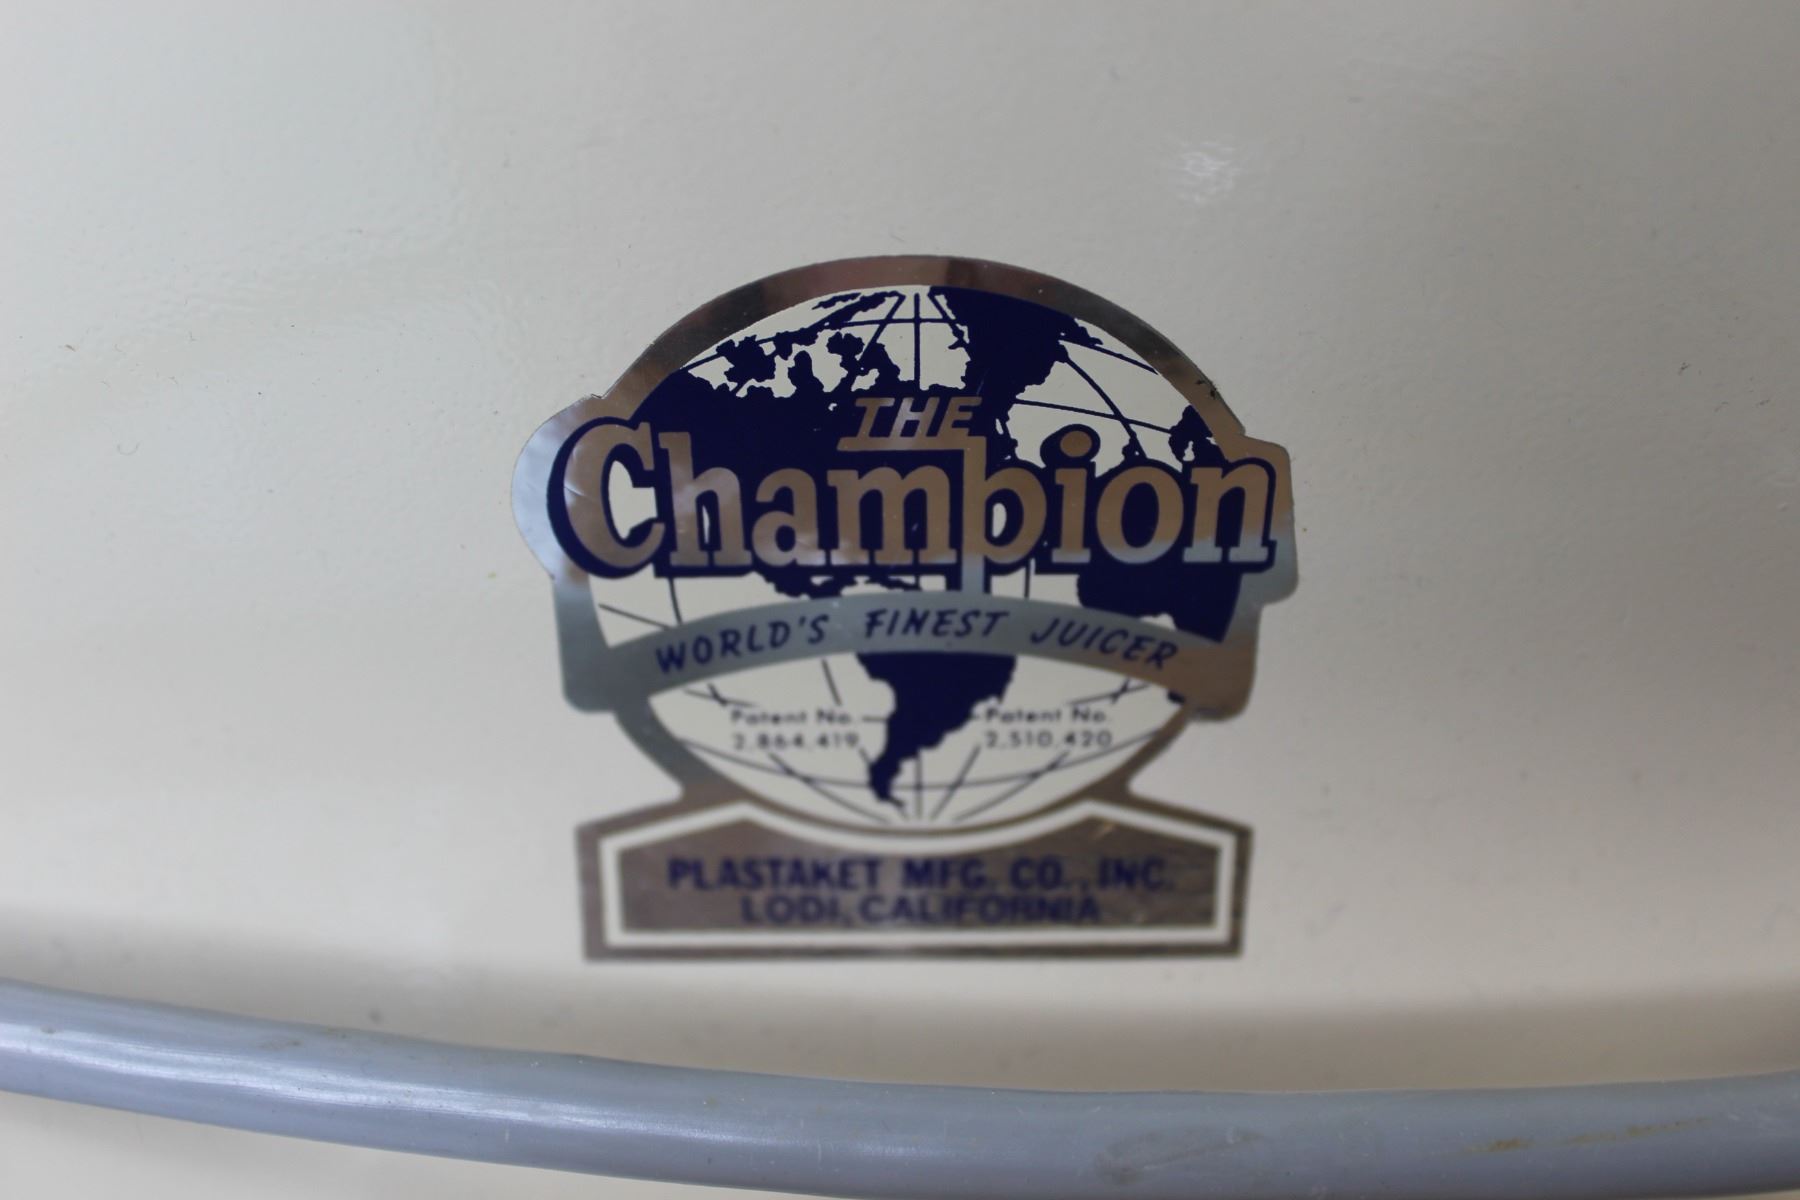 THE
Champion
WORLD'S FINEST JUICER
Patent No.
2,864,419
Patent No.
2,510,420
PLASTAKET MFG. CO., INC.
LODI, CALIFORNIA